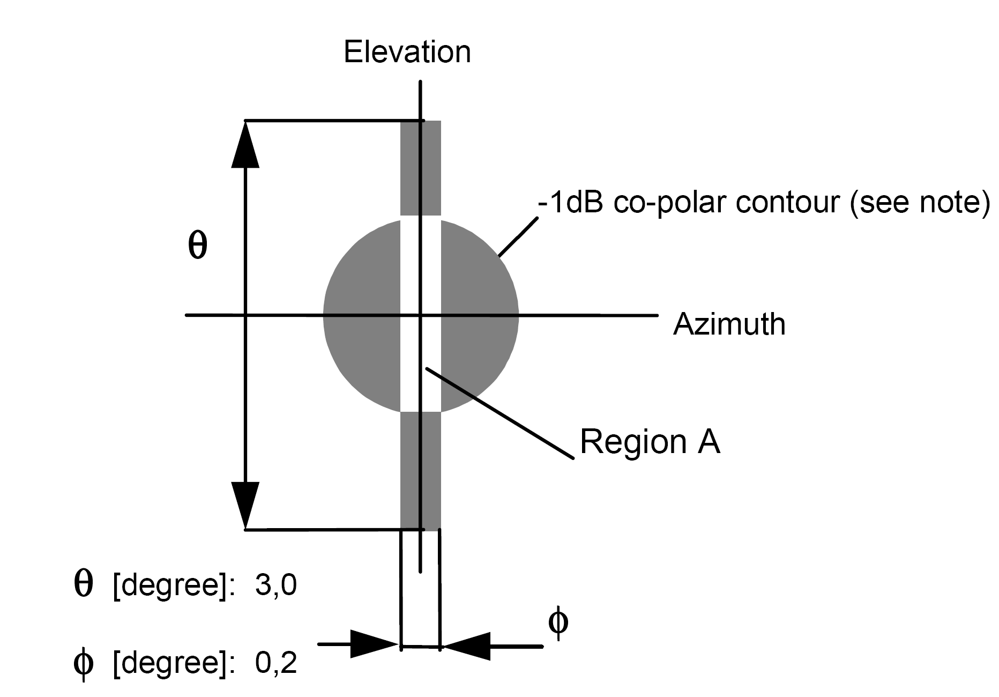 Elevation
-1dB co-polar contour (see note)
θ
Azimuth
Region A
θ [degree]: 3,0
ϕ
ϕ [degree]: 0,2